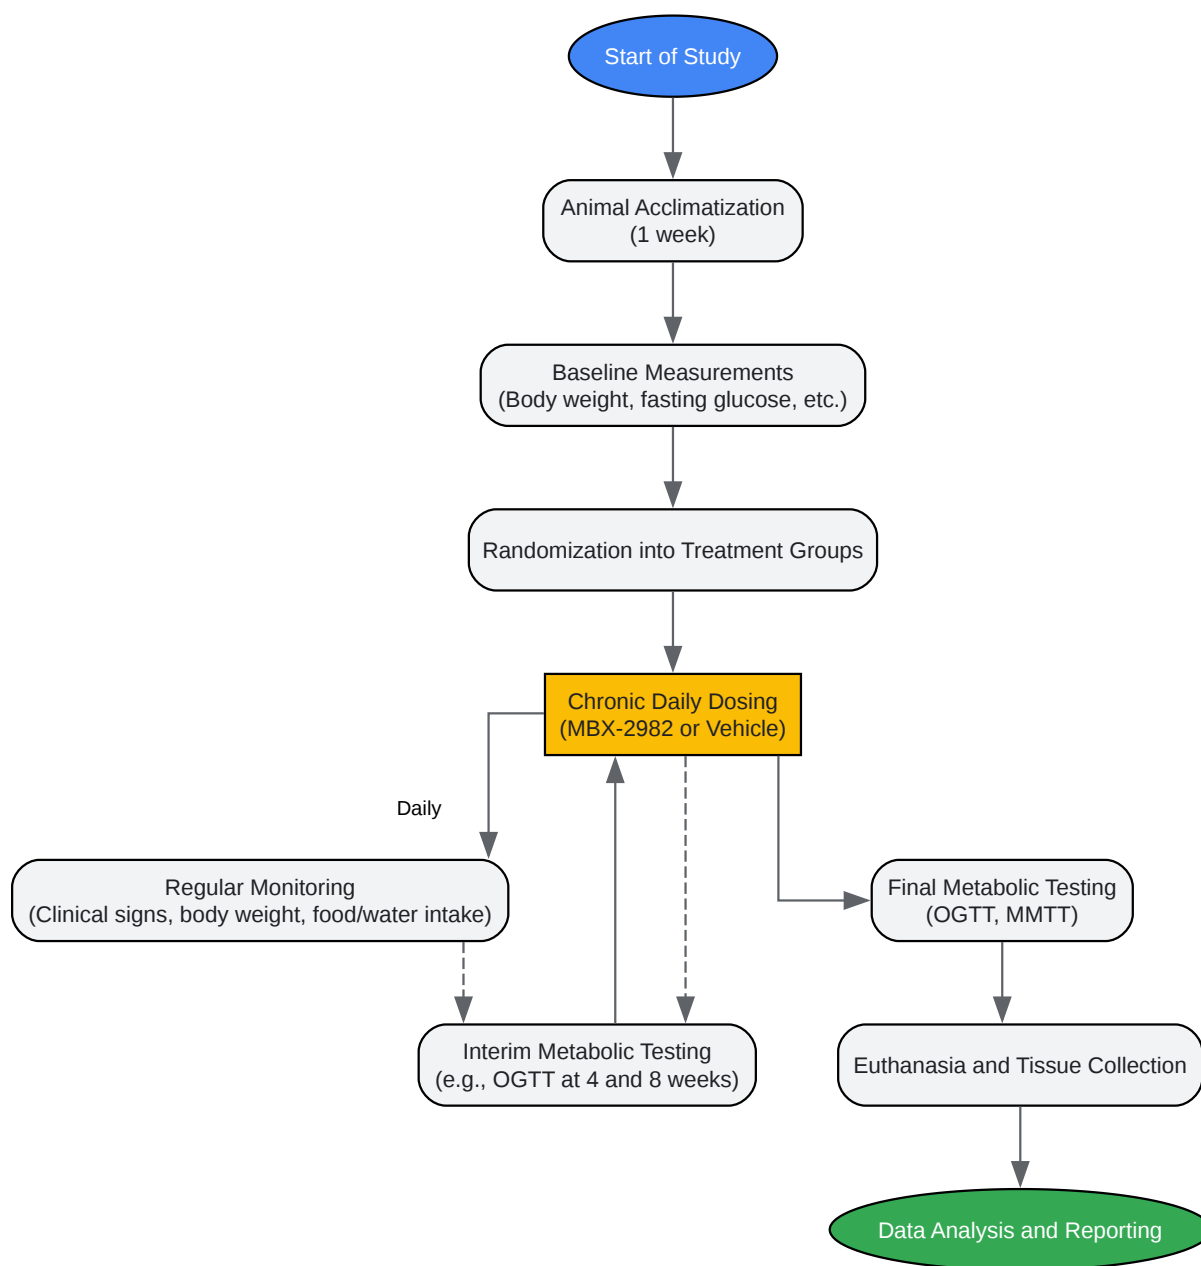 Start of Study
Animal Acclimatization
(1 week)
Baseline Measurements
(Body weight, fasting glucose, etc.)
Randomization into Treatment Groups
Chronic Daily Dosing
(MBX-2982 or Vehicle)
Daily
Regular Monitoring
(Clinical signs, body weight, food/water intake)
Final Metabolic Testing
(OGTT, MMTT)
Interim Metabolic Testing
(e.g., OGTT at 4 and 8 weeks)
Euthanasia and Tissue Collection
Data Analysis and Reporting